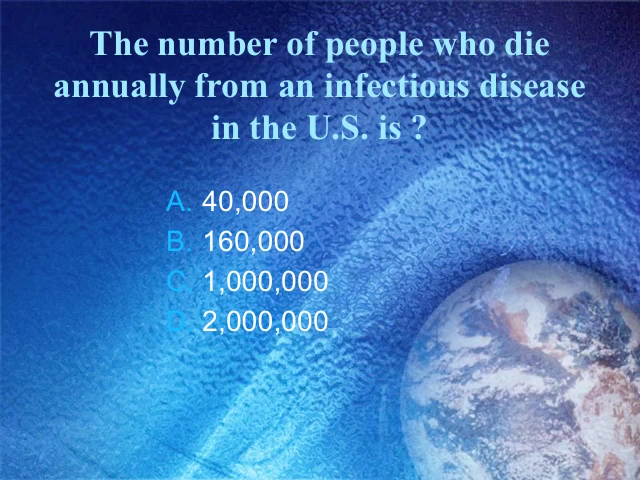 The number of people who die
annually from an infectious disease
in the U.S. is ?
A. 40,000
B. 160,000
C. 1,000,000
D. 2,000,000